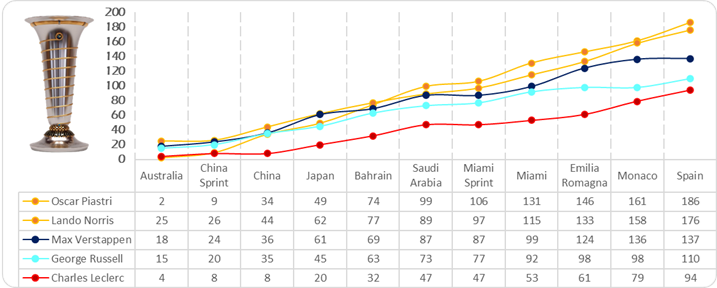 200
180
160
140
120
100
80
60
40
20
0
Australia China Sprint China Japan Bahrain Saudi Arabia Miami Sprint Miami Emilia Romagna Monaco Spain
Oscar Piastri 2 9 34 49 74 99 106 131 146 161 186
Lando Norris 25 26 44 62 77 89 97 115 133 158 176
Max Verstappen 18 24 36 61 69 87 87 99 124 136 137
George Russell 15 20 35 45 63 73 77 92 98 98 110
Charles Leclerc 4 8 8 20 32 47 47 53 61 79 94